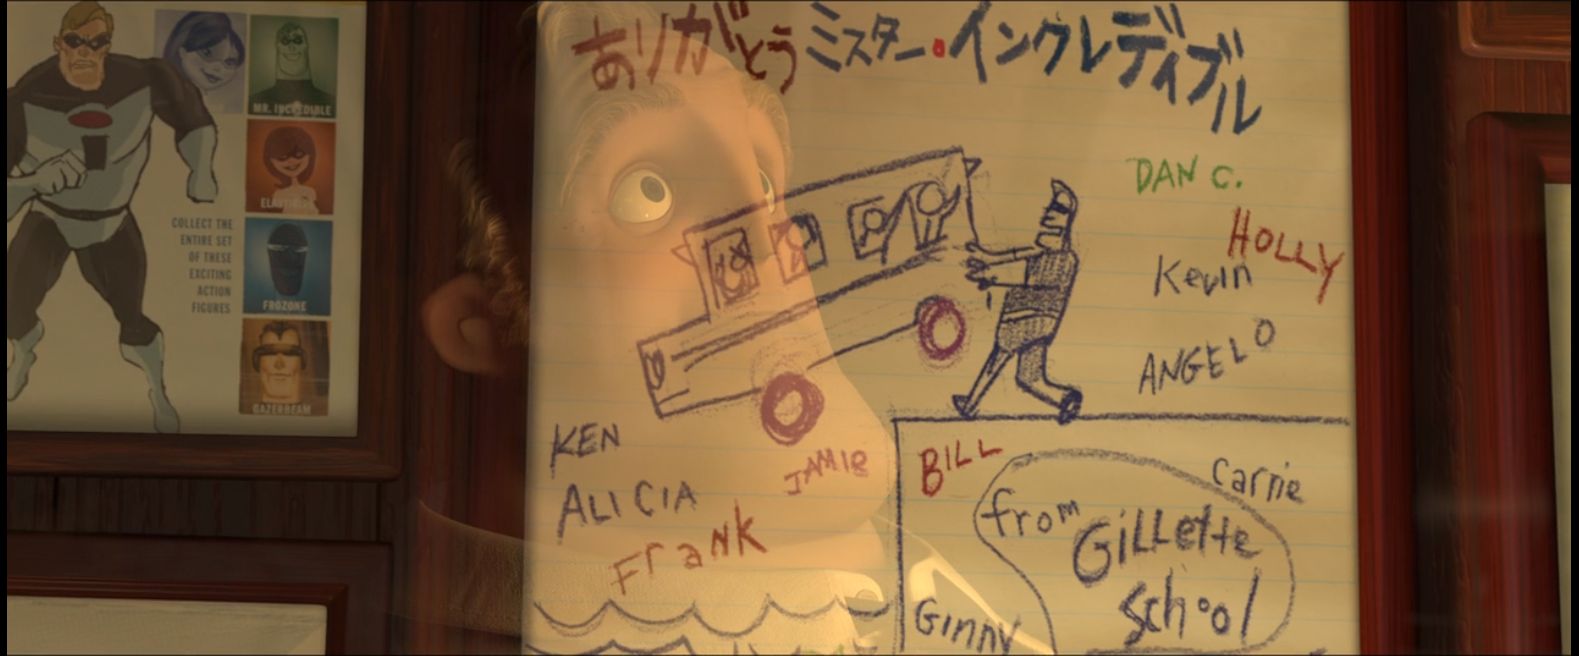 MR. INCREDIBLE
ELASTIGIRL
COLLECT THE
ENTIRE SET
OF THESE
EXCITING
ACTION
FIGURES
FROZONE
GAZERBEAM
ありがとう ミスター・インクレディブル
DAN C.
HOLLY
Kevin
ANGELO
KEN
ALICIA
JAMIE
FRANK
BILL
Carrie
from
Gillette
School
Ginny